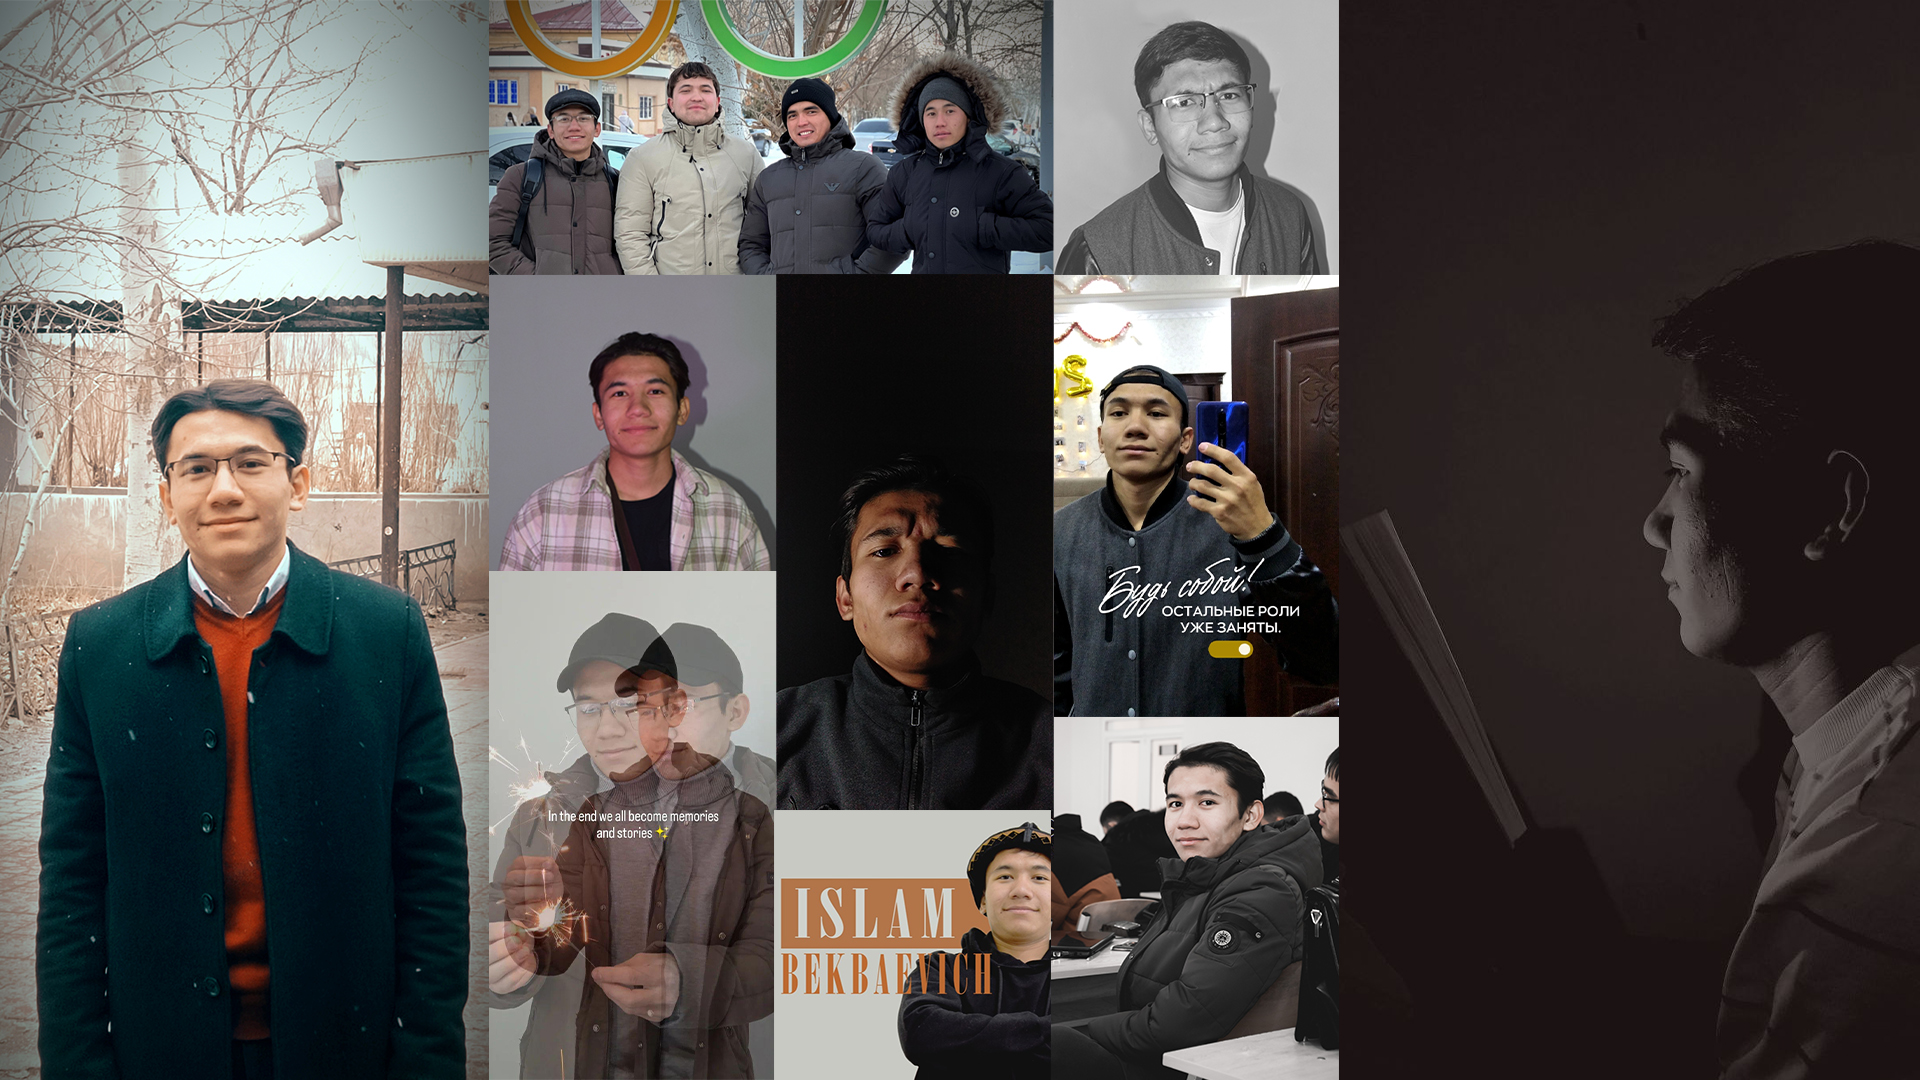 Будь собой!
ОСТАЛЬНЫЕ РОЛИ
УЖЕ ЗАНЯТЫ.
In the end we all become memories
and stories ✨
ISLAM
BEKBAEVICH